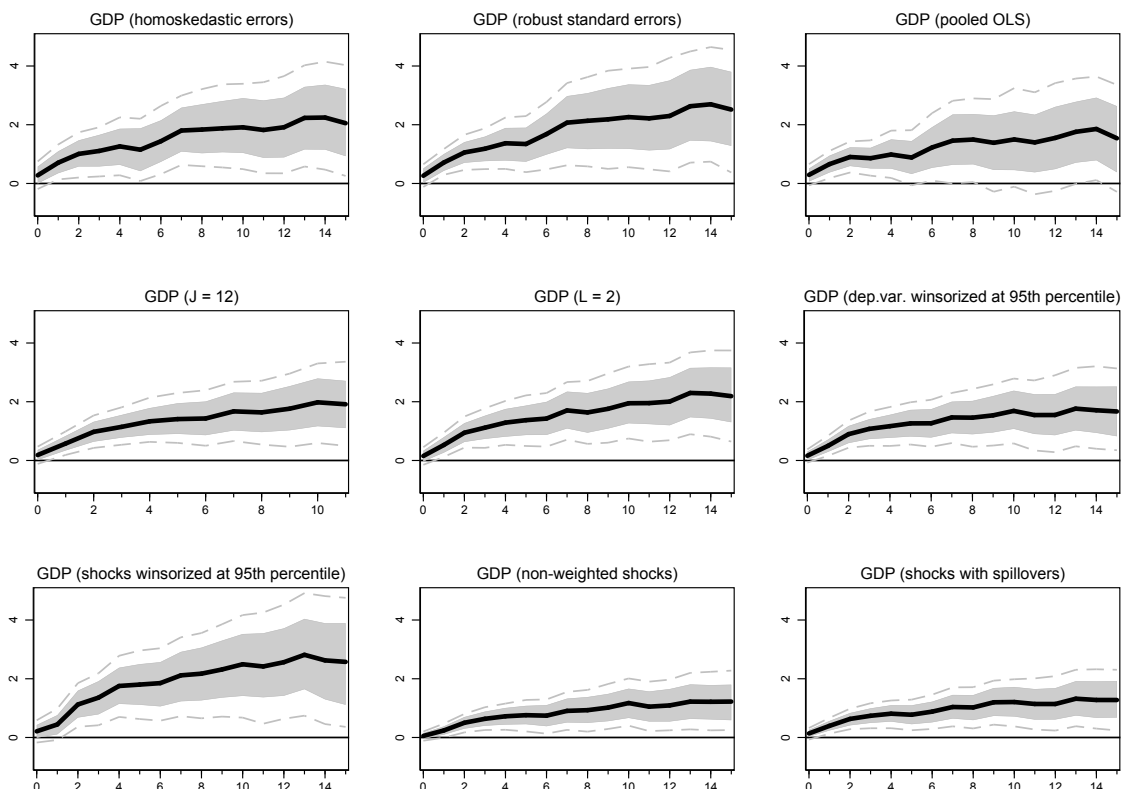 GDP (homoskedastic errors) GDP (robust standard errors) GDP (pooled OLS)
4 4 4
2 2 2
0 0 0
0 2 4 6 8 10 12 14 0 2 4 6 8 10 12 14 0 2 4 6 8 10 12 14
GDP (J = 12) GDP (L = 2) GDP (dep.var. winsorized at 95th percentile)
4 4 4
2 2 2
0 0 0
0 2 4 6 8 10 0 2 4 6 8 10 12 14 0 2 4 6 8 10 12 14
GDP (shocks winsorized at 95th percentile) GDP (non-weighted shocks) GDP (shocks with spillovers)
4 4 4
2 2 2
0 0 0
0 2 4 6 8 10 12 14 0 2 4 6 8 10 12 14 0 2 4 6 8 10 12 14